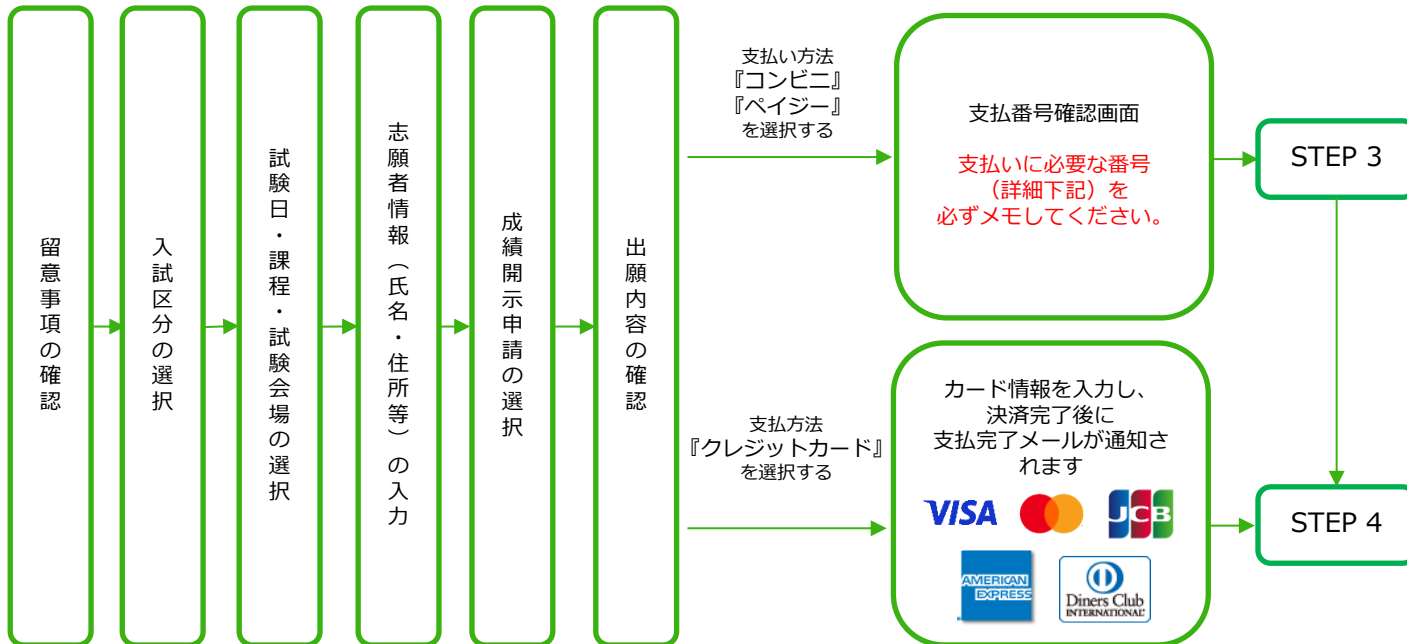 留意事項の確認
入試区分の選択
試験日・課程・試験会場の選択
志願者情報（氏名・住所等）の入力
成績開示申請の選択
出願内容の確認
支払い方法
『コンビニ』
『ペイジー』
を選択する
支払番号確認画面
支払いに必要な番号
（詳細下記）を
必ずメモしてください。
STEP 3
支払方法
『クレジットカード』
を選択する
カード情報を入力し、
決済完了後に
支払完了メールが通知さ
れます
VISA
JCB
AMERICAN
EXPRESS
Diners Club
INTERNATIONAL
STEP 4